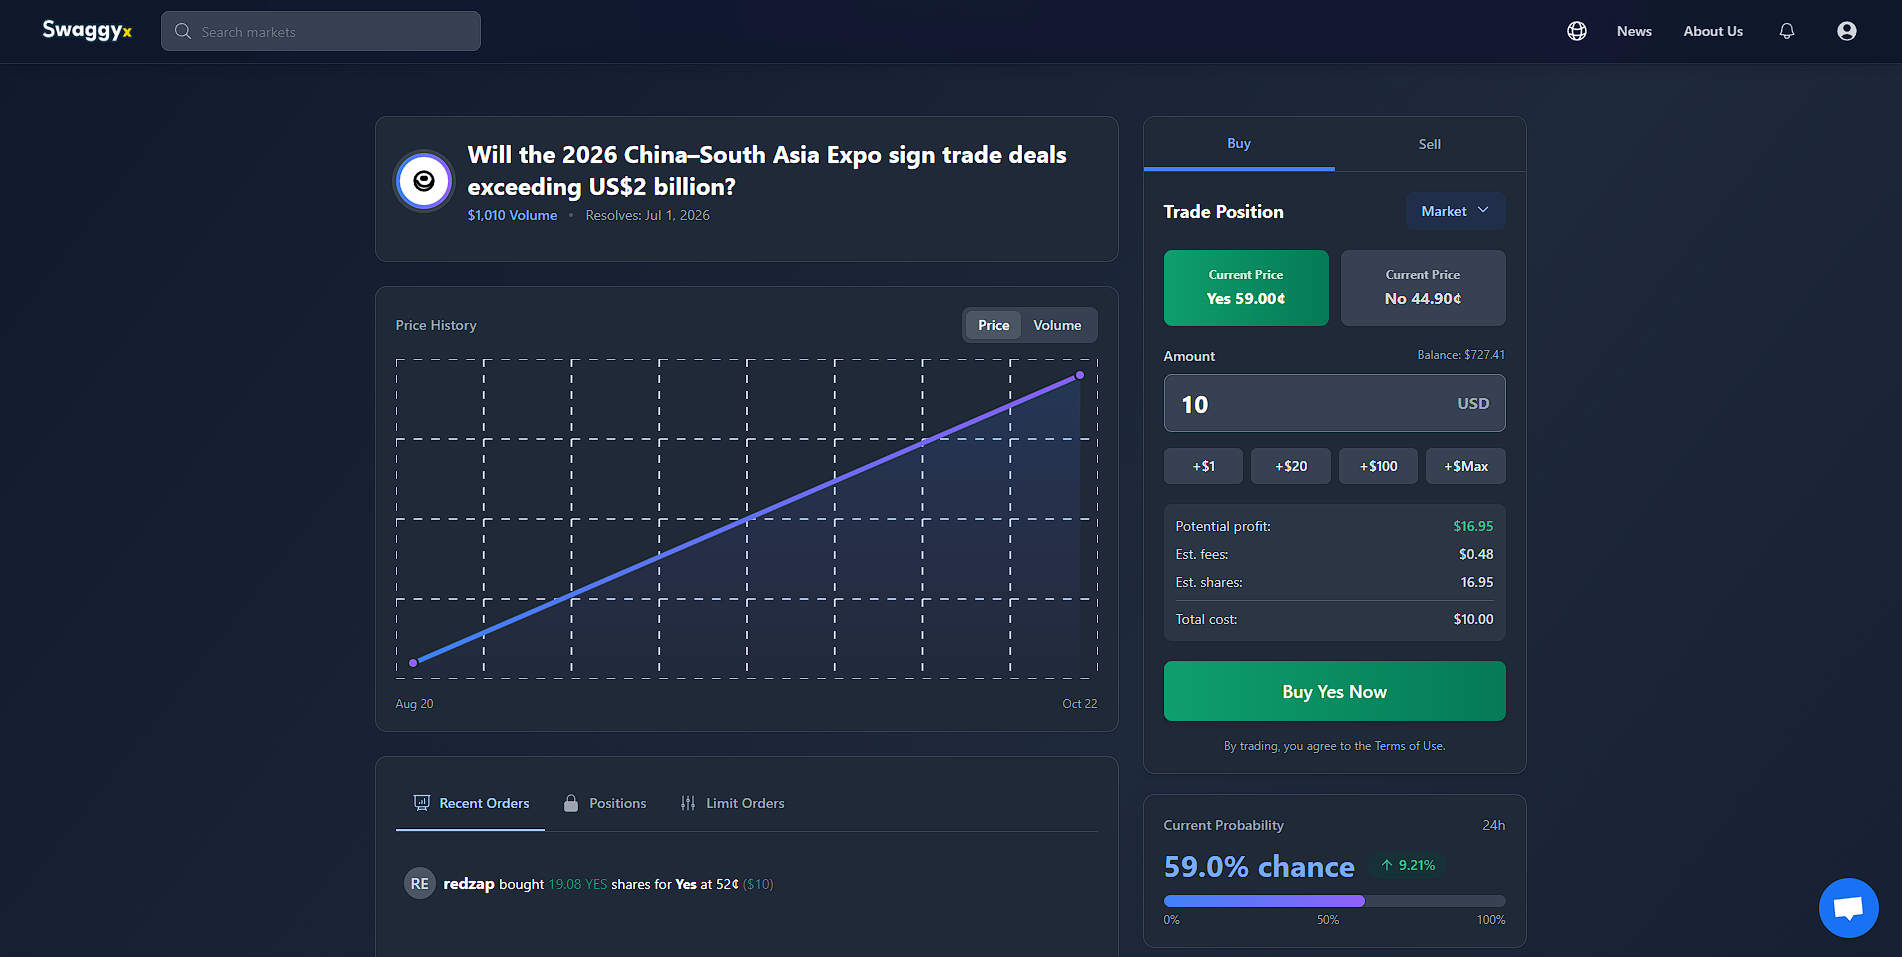 Swaggyx
Search markets
News
About Us
Will the 2026 China–South Asia Expo sign trade deals
exceeding US$2 billion?
$1,010 Volume • Resolves: Jul 1, 2026
Price History
Price
Volume
Aug 20
Oct 22
Recent Orders
Positions
Limit Orders
RE
redzap bought 19.08 YES shares for Yes at 52¢ ($10)
Buy
Sell
Trade Position
Market
Current Price
Yes 59.00¢
Current Price
No 44.90¢
Amount
Balance: $727.41
10
USD
+$1
+$20
+$100
+$Max
Potential profit:
$16.95
Est. fees:
$0.48
Est. shares:
16.95
Total cost:
$10.00
Buy Yes Now
By trading, you agree to the Terms of Use.
Current Probability
24h
59.0% chance
↑ 9.21%
0%
50%
100%